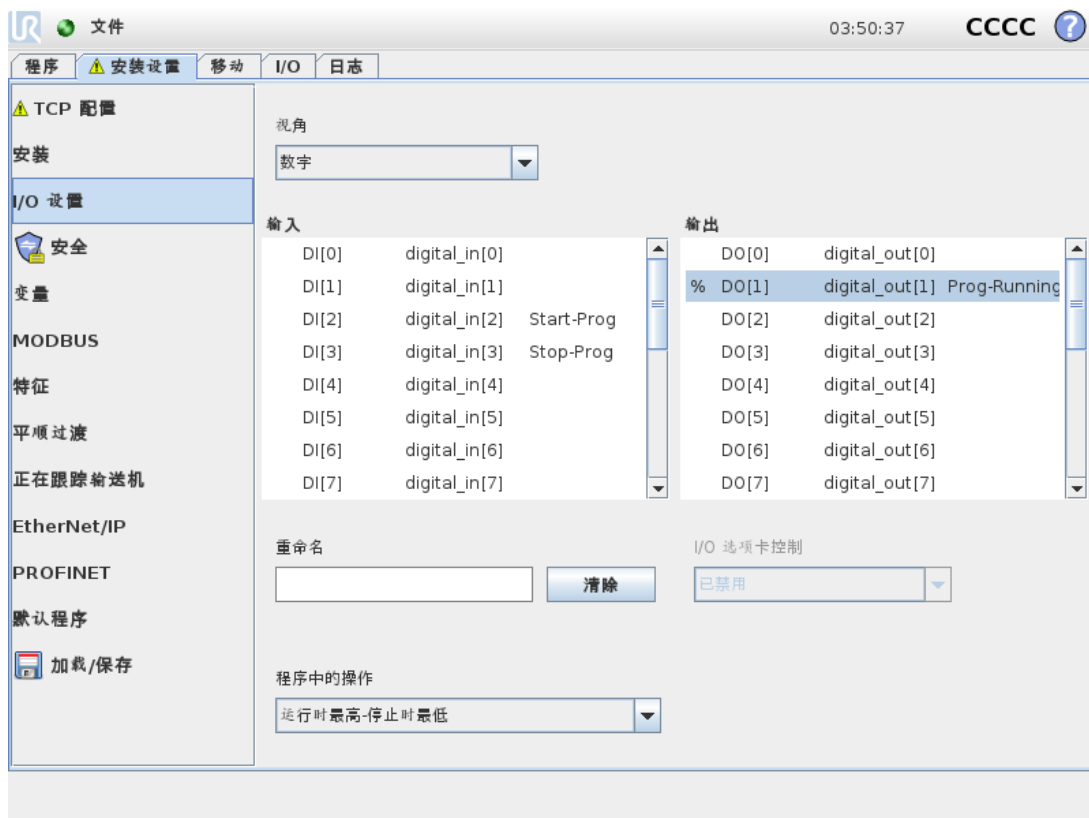 UR 文件 03:50:37 CCCC ?
程序 安装设置 移动 I/O 日志
TCP 配置
安装
I/O 设置
安全
变量
MODBUS
特征
平顺过渡
正在跟踪输送机
EtherNet/IP
PROFINET
默认程序
加载/保存
视角
数字
输入
DI[0] digital_in[0]
DI[1] digital_in[1]
DI[2] digital_in[2] Start-Prog
DI[3] digital_in[3] Stop-Prog
DI[4] digital_in[4]
DI[5] digital_in[5]
DI[6] digital_in[6]
DI[7] digital_in[7]
输出
DO[0] digital_out[0]
% DO[1] digital_out[1] Prog-Running
DO[2] digital_out[2]
DO[3] digital_out[3]
DO[4] digital_out[4]
DO[5] digital_out[5]
DO[6] digital_out[6]
DO[7] digital_out[7]
重命名
清除
I/O 选项卡控制
已禁用
程序中的操作
运行时最高-停止时最低